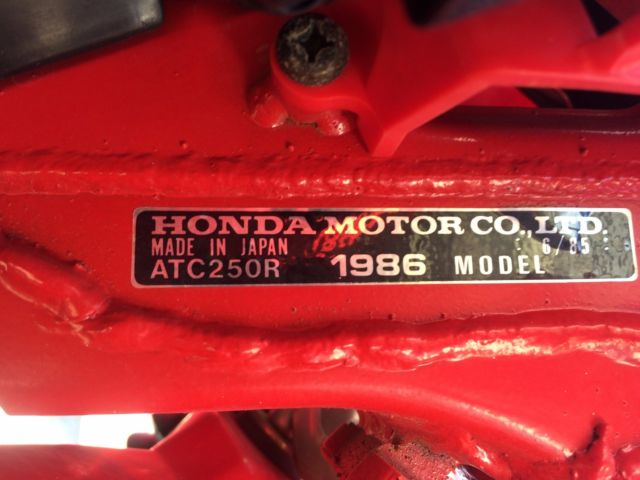 HONDA MOTOR CO., LTD.
MADE IN JAPAN 6/85
ATC250R 1986 MODEL